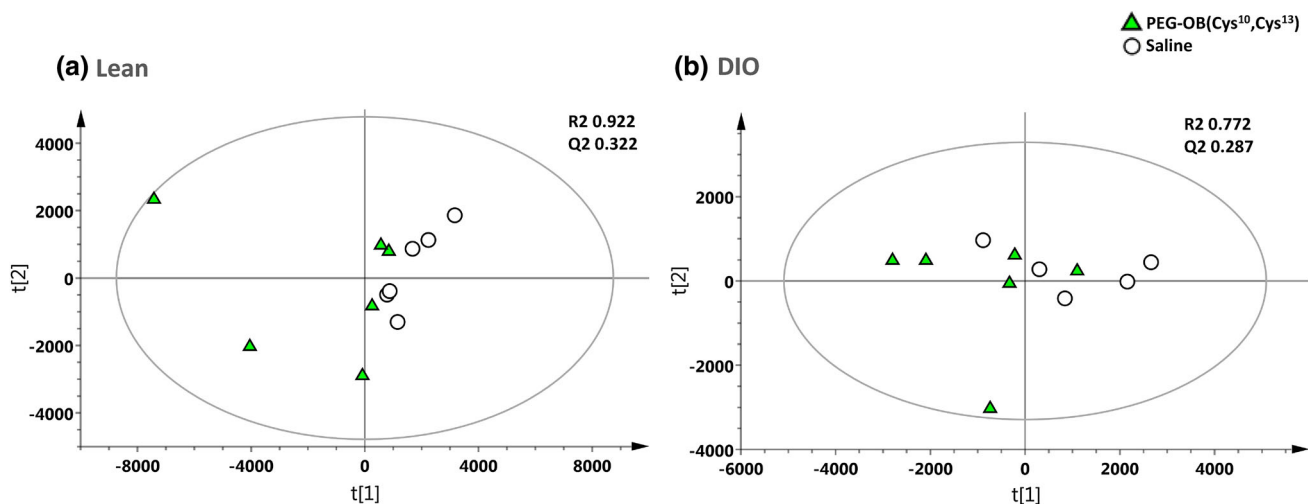 PEG-OB(Cys¹⁰,Cys¹³)
Saline
(a) Lean
R2 0.922
Q2 0.322
4000
2000
0
-2000
-4000
t[2]
-8000 -4000 0 4000 8000
t[1]
(b) DIO
R2 0.772
Q2 0.287
2000
0
-2000
-4000
t[2]
-6000 -4000 -2000 0 2000 4000
t[1]